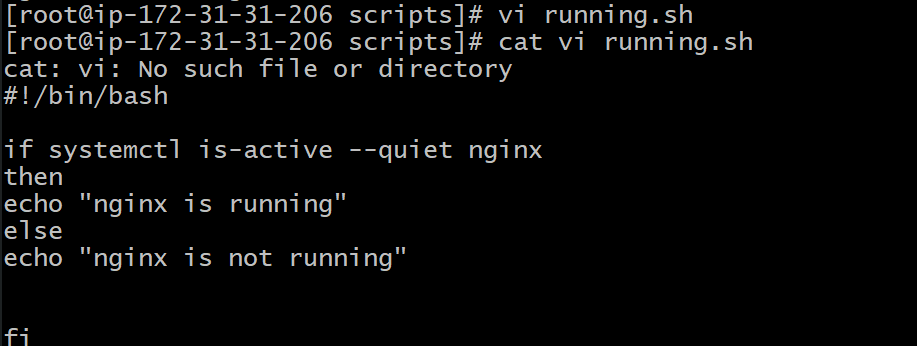 [root@ip-172-31-31-206 scripts]# vi running.sh
[root@ip-172-31-31-206 scripts]# cat vi running.sh
cat: vi: No such file or directory
#!/bin/bash
if systemctl is-active --quiet nginx
then
echo "nginx is running"
else
echo "nginx is not running"
fi